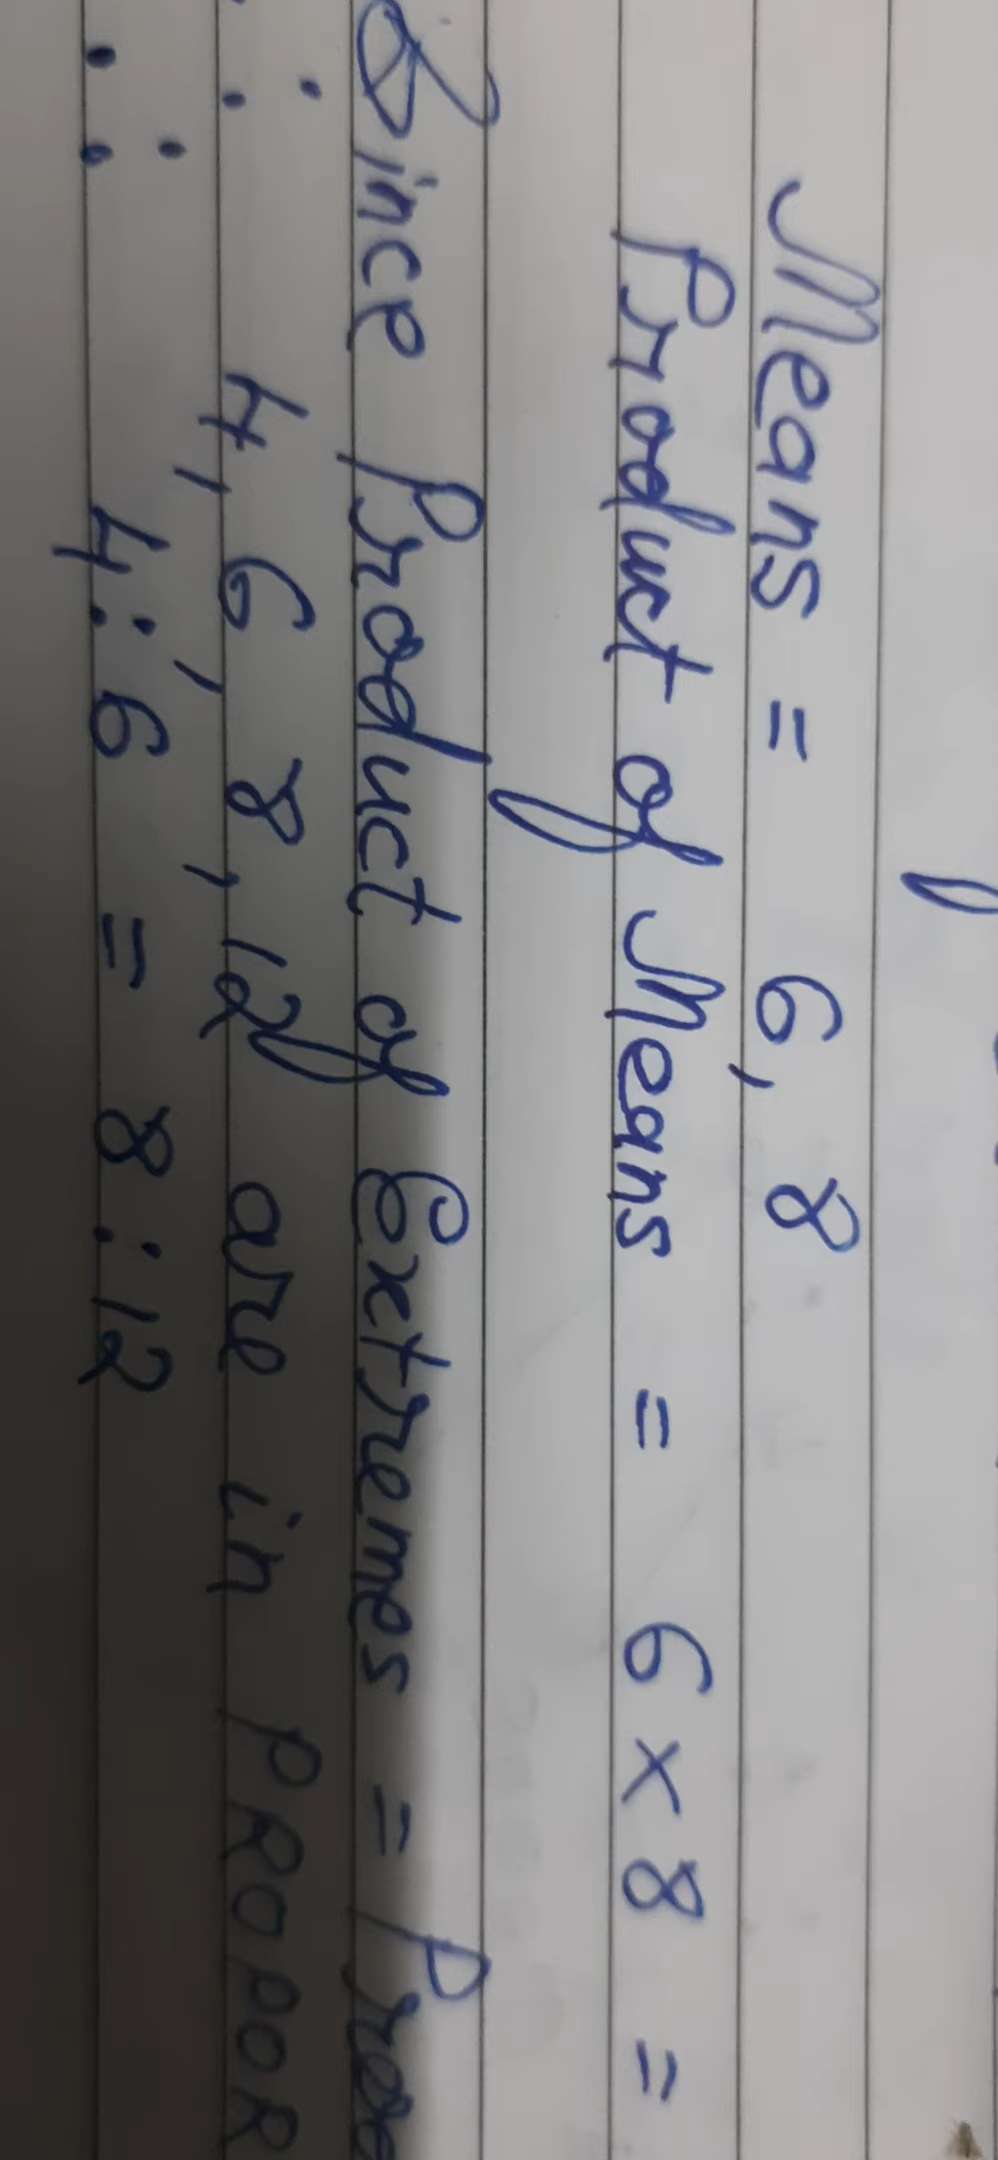 Means = 6, 8
Product of Means = 6 × 8 =
Since Product of Extremes = Pro
∴ 4, 6, 8, 12 are in PROPOR
∴ 4 : 6 = 8 : 12